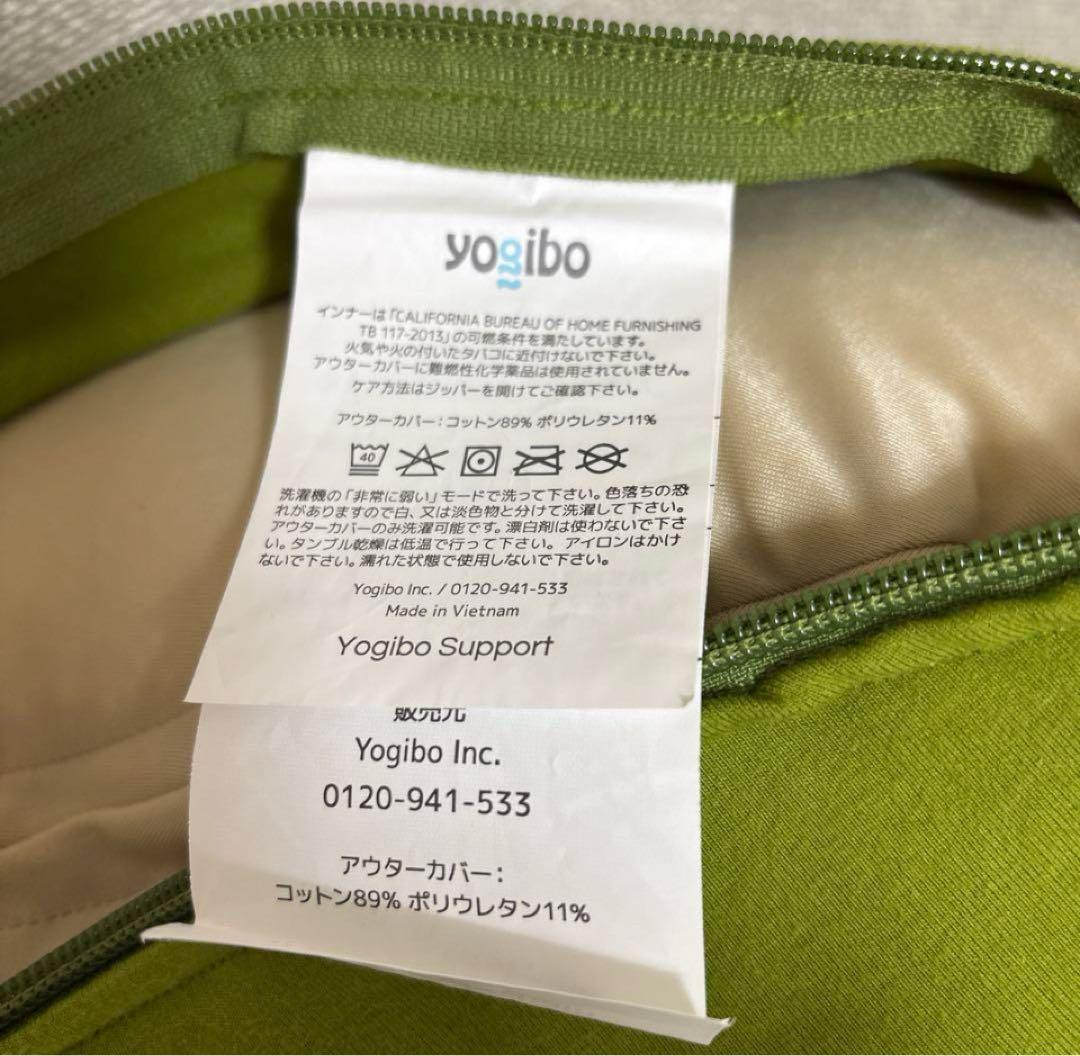 yogibo
インナーは「CALIFORNIA BUREAU OF HOME FURNISHING
TB 117-2013」の可燃条件を満たしています。
火気や火の付いたタバコに近付けないで下さい。
アウターカバーに難燃性化学薬品は使用されていません。
ケア方法はジッパーを開けてご確認下さい。
アウターカバー：コットン89% ポリウレタン11%
40
洗濯機の「非常に弱い」モードで洗って下さい。色落ちの恐
れがありますので白、又は淡色物と分けて洗濯して下さい。
アウターカバーのみ洗濯可能です。漂白剤は使わないで下さ
い。タンブル乾燥は低温で行って下さい。 アイロンはかけ
ないで下さい。濡れた状態で使用しないで下さい。
Yogibo Inc. / 0120-941-533
Made in Vietnam
Yogibo Support
販売元
Yogibo Inc.
0120-941-533
アウターカバー：
コットン89% ポリウレタン11%